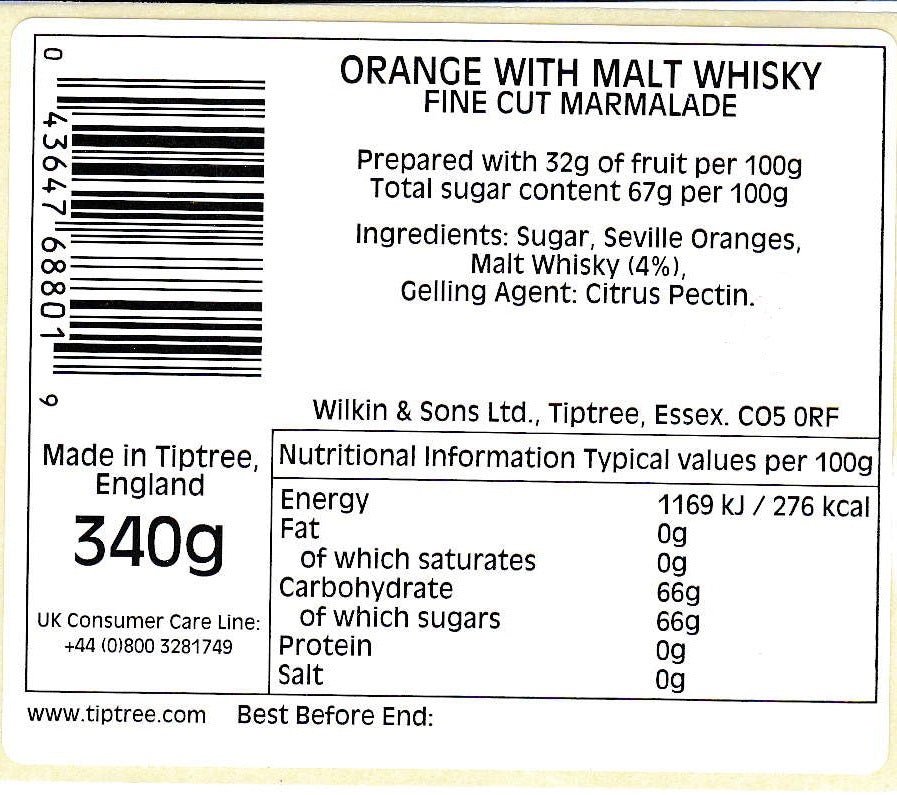 0 43647 68801 9
ORANGE WITH MALT WHISKY
FINE CUT MARMALADE
Prepared with 32g of fruit per 100g
Total sugar content 67g per 100g
Ingredients: Sugar, Seville Oranges,
Malt Whisky (4%),
Gelling Agent: Citrus Pectin.
Wilkin & Sons Ltd., Tiptree, Essex. CO5 0RF
Made in Tiptree,
England
340g
UK Consumer Care Line:
+44 (0)800 3281749
Nutritional Information Typical values per 100g
Energy 1169 kJ / 276 kcal
Fat 0g
of which saturates 0g
Carbohydrate 66g
of which sugars 66g
Protein 0g
Salt 0g
www.tiptree.com Best Before End: